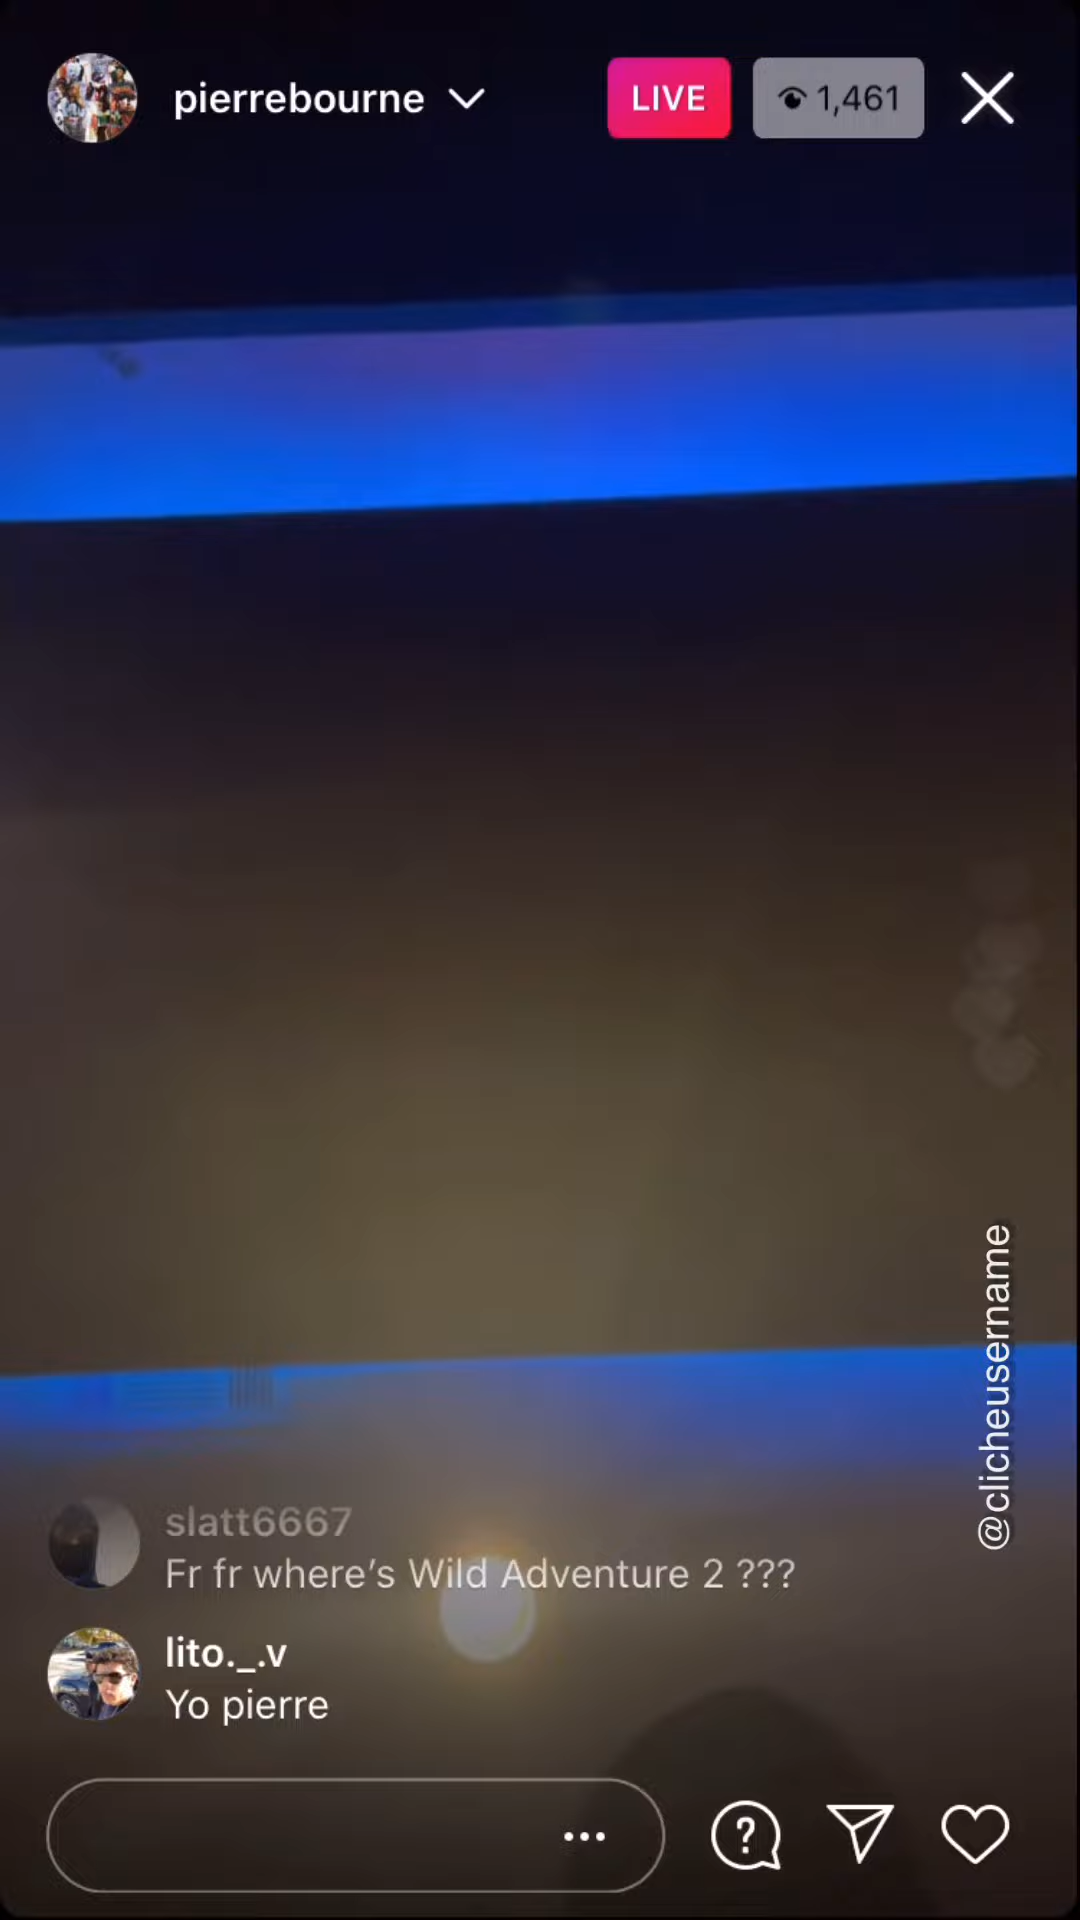 pierrebourne
LIVE
1,461
@clicheusername
slatt6667
Fr fr where’s Wild Adventure 2 ???
lito._.v
Yo pierre